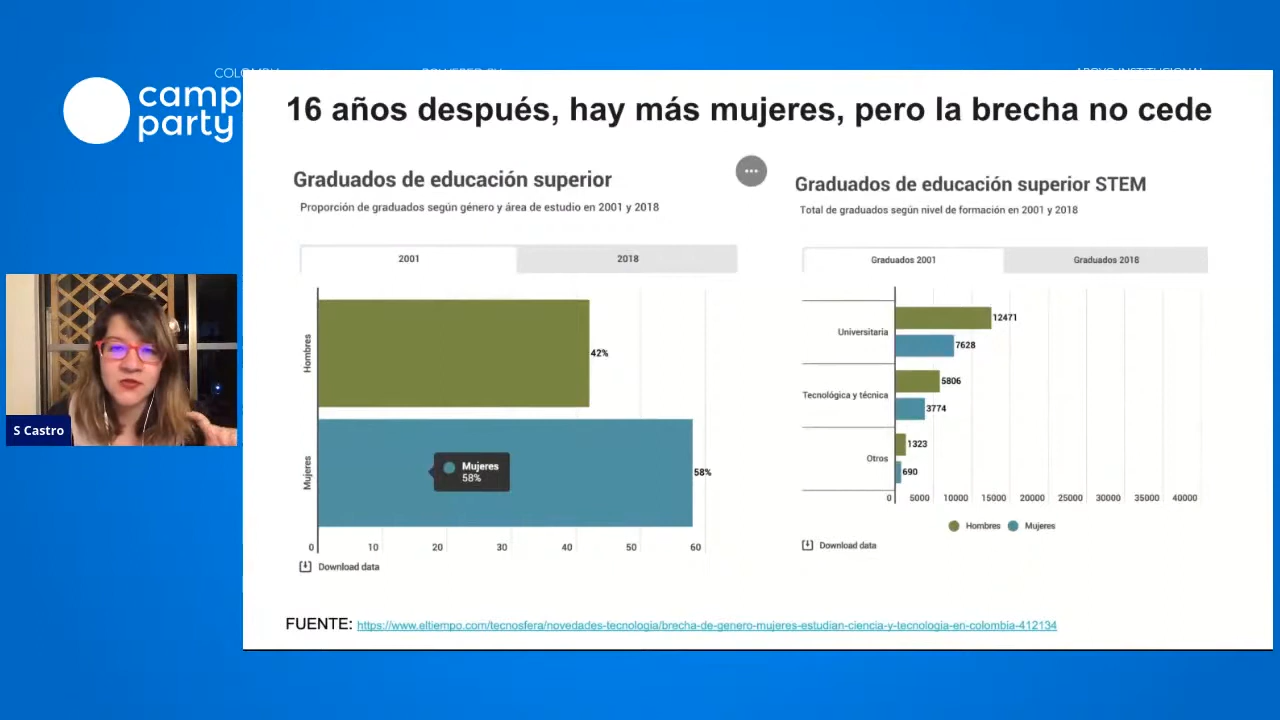 camp
party
S Castro
16 años después, hay más mujeres, pero la brecha no cede
Graduados de educación superior
Proporción de graduados según género y área de estudio en 2001 y 2018
2001
2018
Hombres
42%
Mujeres
58%
Mujeres
58%
0 10 20 30 40 50 60
Download data
Graduados de educación superior STEM
Total de graduados según nivel de formación en 2001 y 2018
Graduados 2001
Graduados 2018
Universitaria
12471
7628
Tecnológica y técnica
5806
3774
Otros
1323
690
0 5000 10000 15000 20000 25000 30000 35000 40000
Hombres
Mujeres
Download data
FUENTE: https://www.eltiempo.com/tecnosfera/novedades-tecnologia/brecha-de-genero-mujeres-estudian-ciencia-y-tecnologia-en-colombia-412134